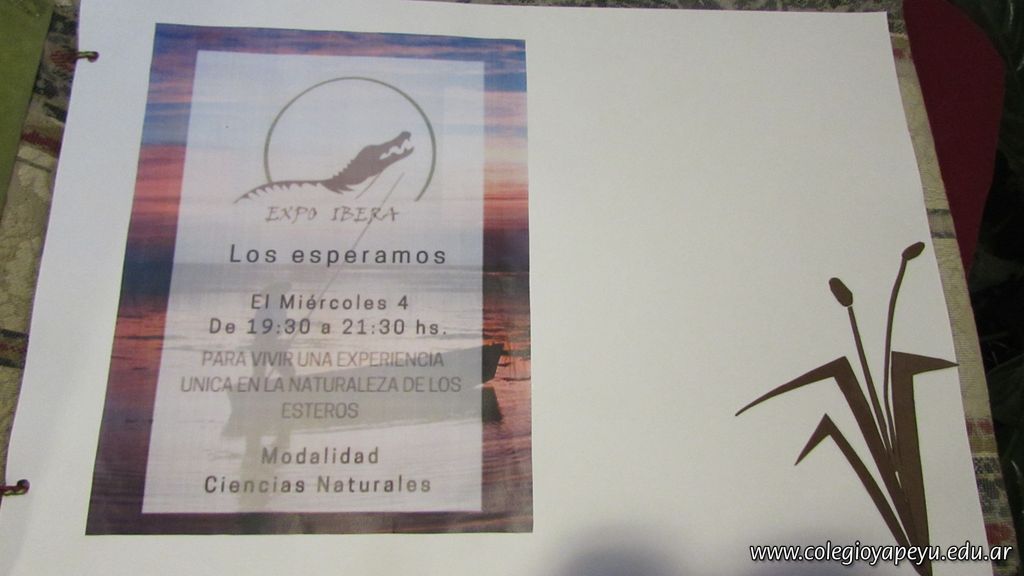 EXPO IBERA
Los esperamos
El Miércoles 4
De 19:30 a 21:30 hs.
PARA VIVIR UNA EXPERIENCIA
UNICA EN LA NATURALEZA DE LOS
ESTEROS
Modalidad
Ciencias Naturales
www.colegioyapeyu.edu.ar